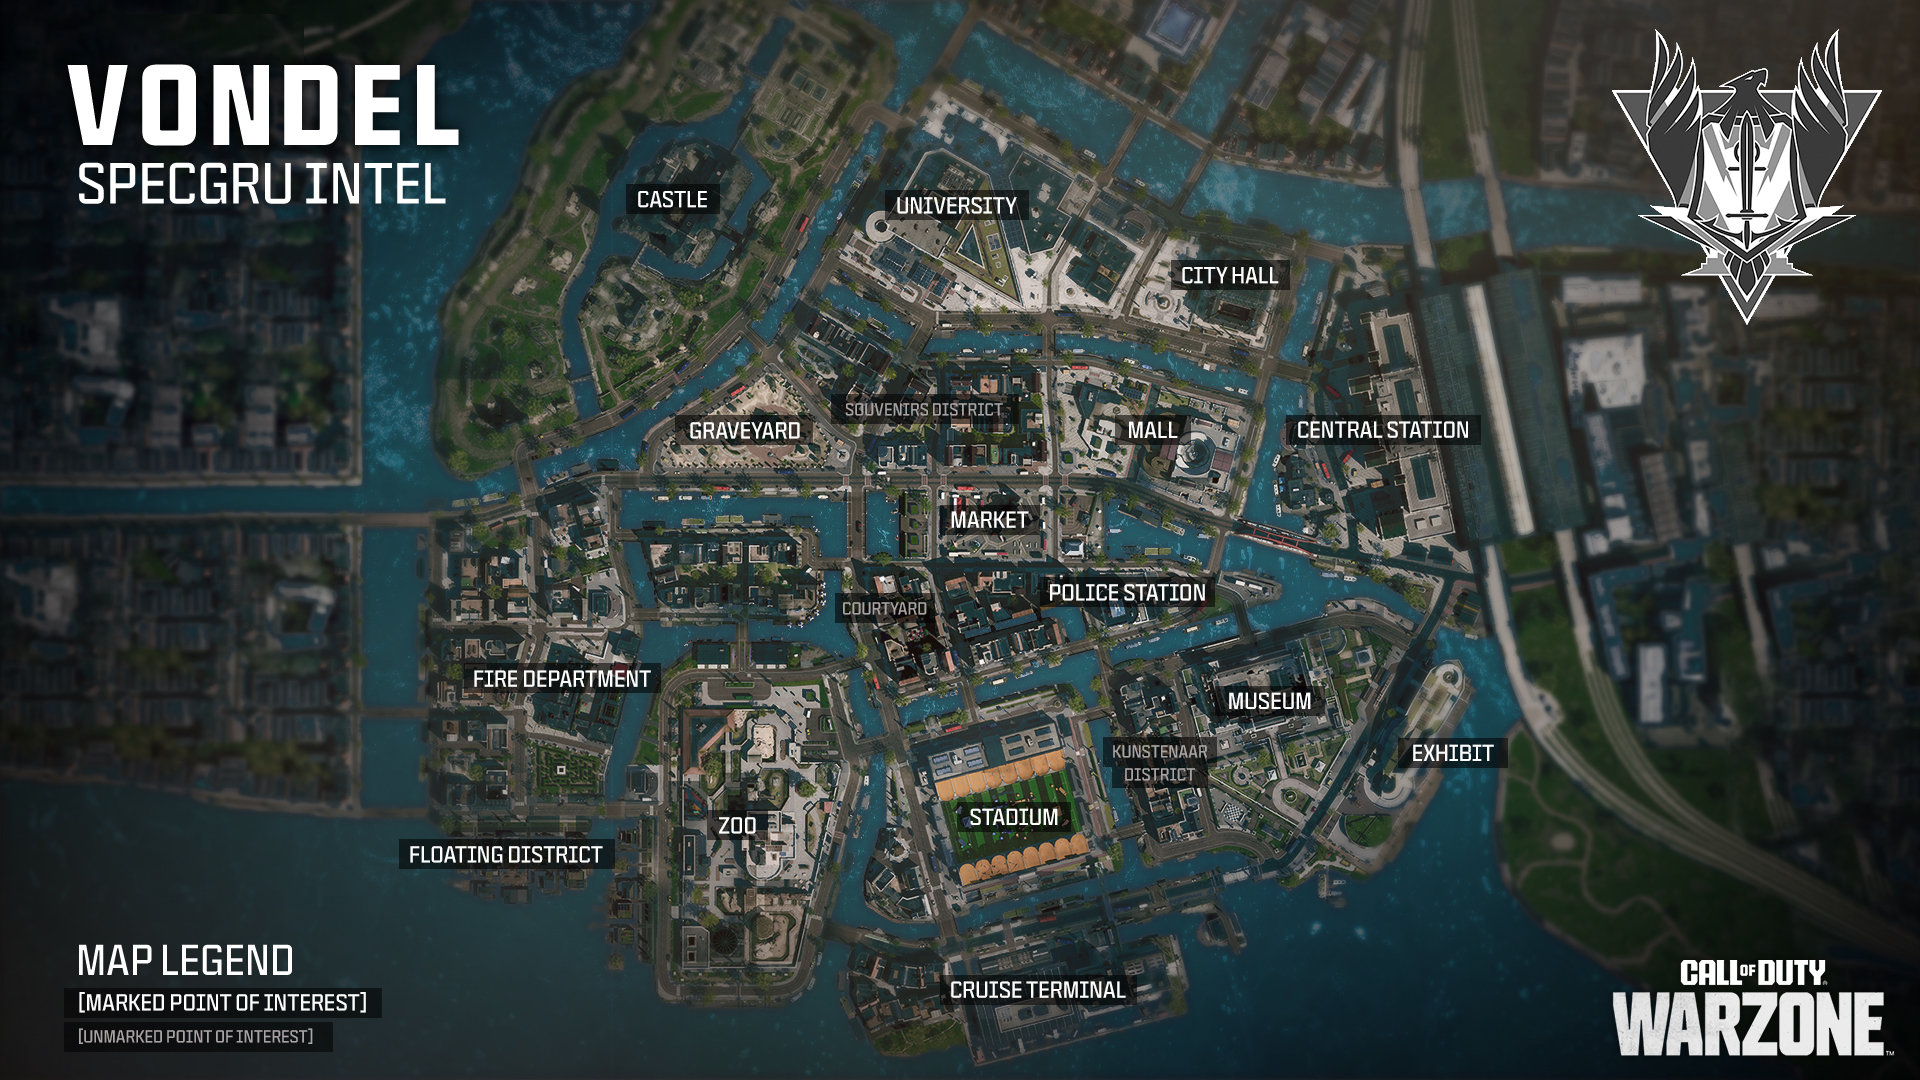 VONDEL
SPECGRU INTEL
CASTLE
UNIVERSITY
CITY HALL
SOUVENIRS DISTRICT
GRAVEYARD
MALL
CENTRAL STATION
MARKET
POLICE STATION
COURTYARD
FIRE DEPARTMENT
MUSEUM
KUNSTENAAR
DISTRICT
EXHIBIT
STADIUM
ZOO
FLOATING DISTRICT
CRUISE TERMINAL
MAP LEGEND
[MARKED POINT OF INTEREST]
[UNMARKED POINT OF INTEREST]
CALL OF DUTY
WARZONE™